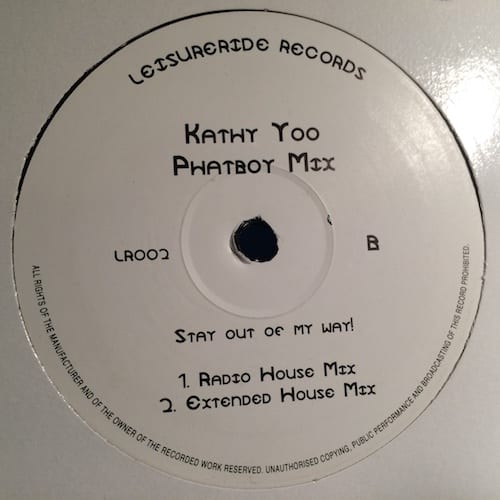 Leisureride Records
Kathy Yoo
Phatboy Mix
LR002
B
Stay out of my way!
1. Radio House Mix
2. Extended House Mix
ALL RIGHTS OF THE MANUFACTURER AND OF THE OWNER OF THE RECORDED WORK RESERVED. UNAUTHORISED COPYING, PUBLIC PERFORMANCE AND BROADCASTING OF THIS RECORD PROHIBITED.